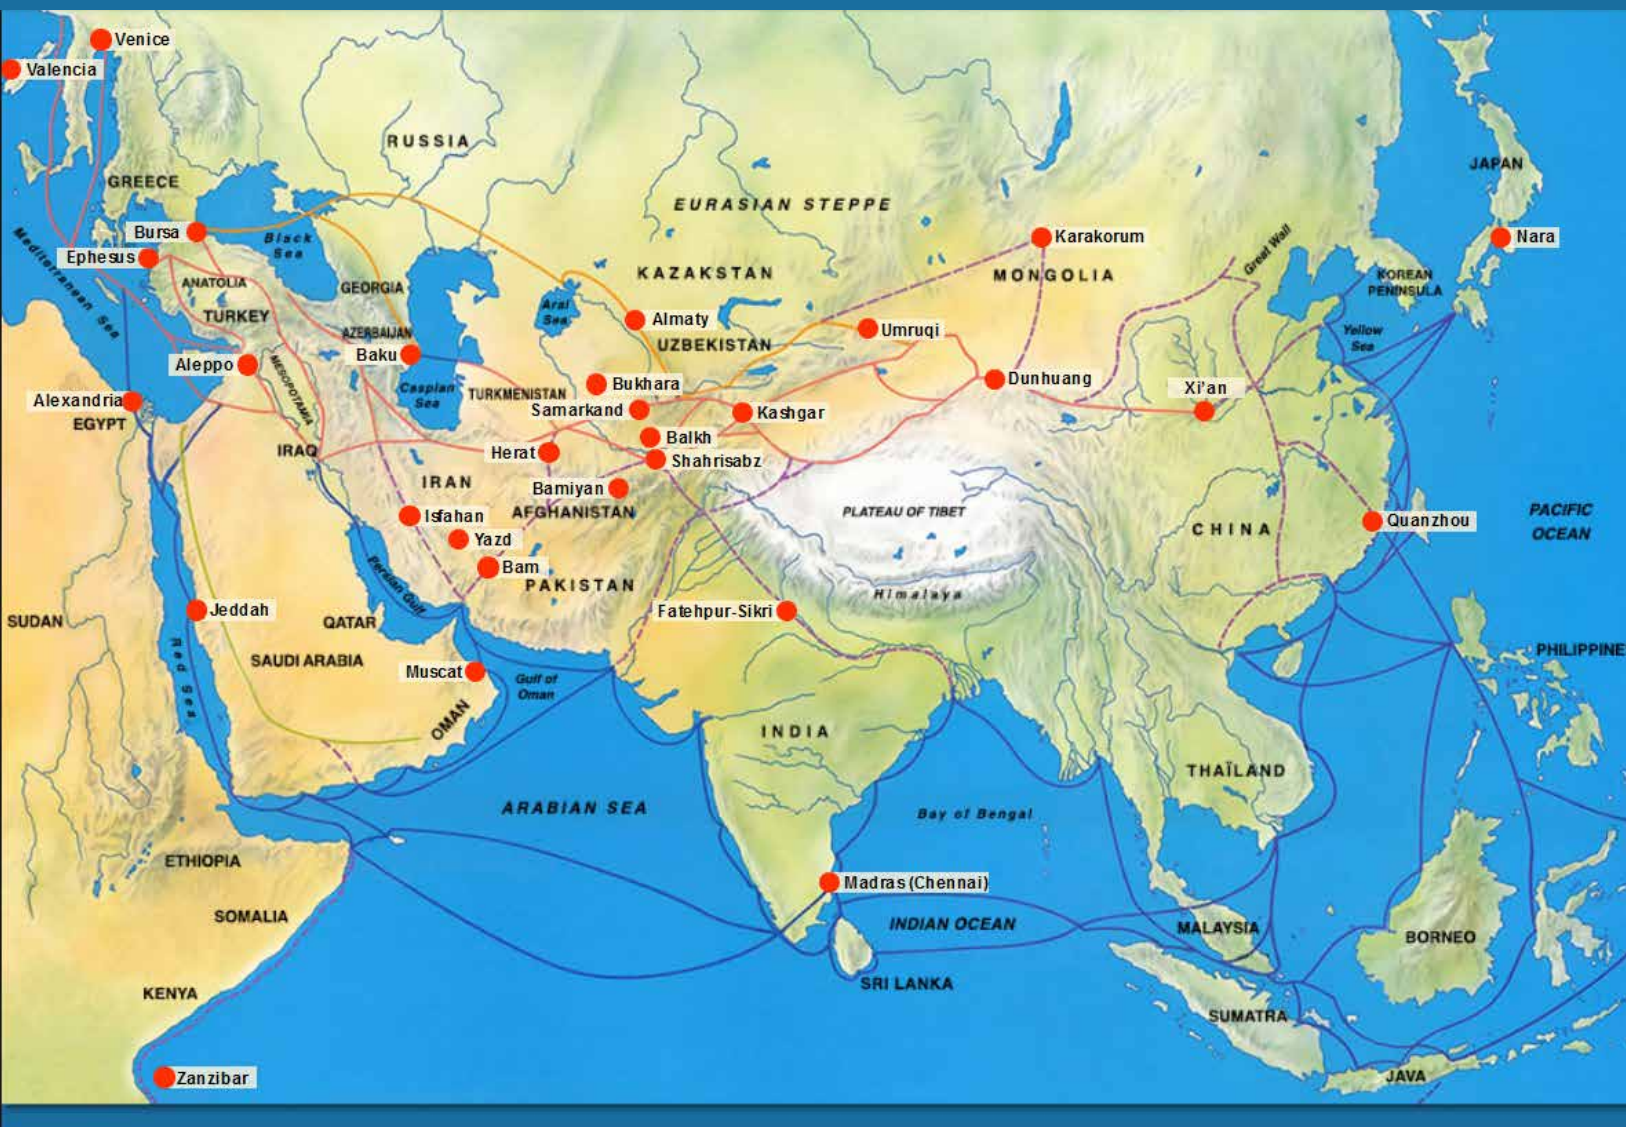 Venice
Valencia
RUSSIA
JAPAN
GREECE
EURASIAN STEPPE
Bursa
Black
Sea
Karakorum
Nara
Mediterranean Sea
Ephesus
Great Wall
KAZAKSTAN
MONGOLIA
KOREAN
PENINSULA
ANATOLIA
GEORGIA
TURKEY
Aral
Sea
Almaty
Umruqi
Yellow
Sea
AZERBAIJAN
UZBEKISTAN
Baku
Aleppo
MESOPOTAMIA
Dunhuang
Xi'an
Caspian
Sea
TURKMENISTAN
Bukhara
Alexandria
EGYPT
Samarkand
Kashgar
Balkh
IRAQ
Herat
Shahrisabz
IRAN
Bamiyan
AFGHANISTAN
PLATEAU OF TIBET
PACIFIC
OCEAN
Isfahan
CHINA
Quanzhou
Yazd
Bam
PAKISTAN
Persian Gulf
Himalaya
Jeddah
Fatehpur-Sikri
SUDAN
QATAR
Red Sea
SAUDI ARABIA
PHILIPPINE
Muscat
Gulf of
Oman
OMAN
INDIA
THAÏLAND
ARABIAN SEA
Bay of Bengal
ETHIOPIA
Madras (Chennai)
SOMALIA
INDIAN OCEAN
MALAYSIA
BORNEO
SRI LANKA
KENYA
SUMATRA
Zanzibar
JAVA